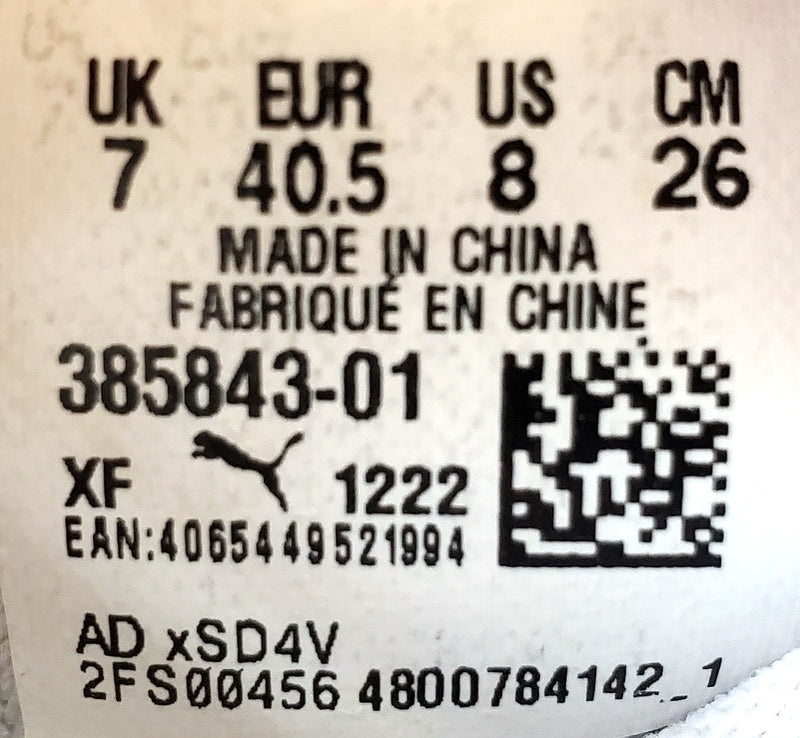 UK EUR US CM
7 40.5 8 26
MADE IN CHINA
FABRIQUÉ EN CHINE
385843-01
XF 1222
EAN:4065449521994
AD xSD4V
2FS00456 4800784142_1